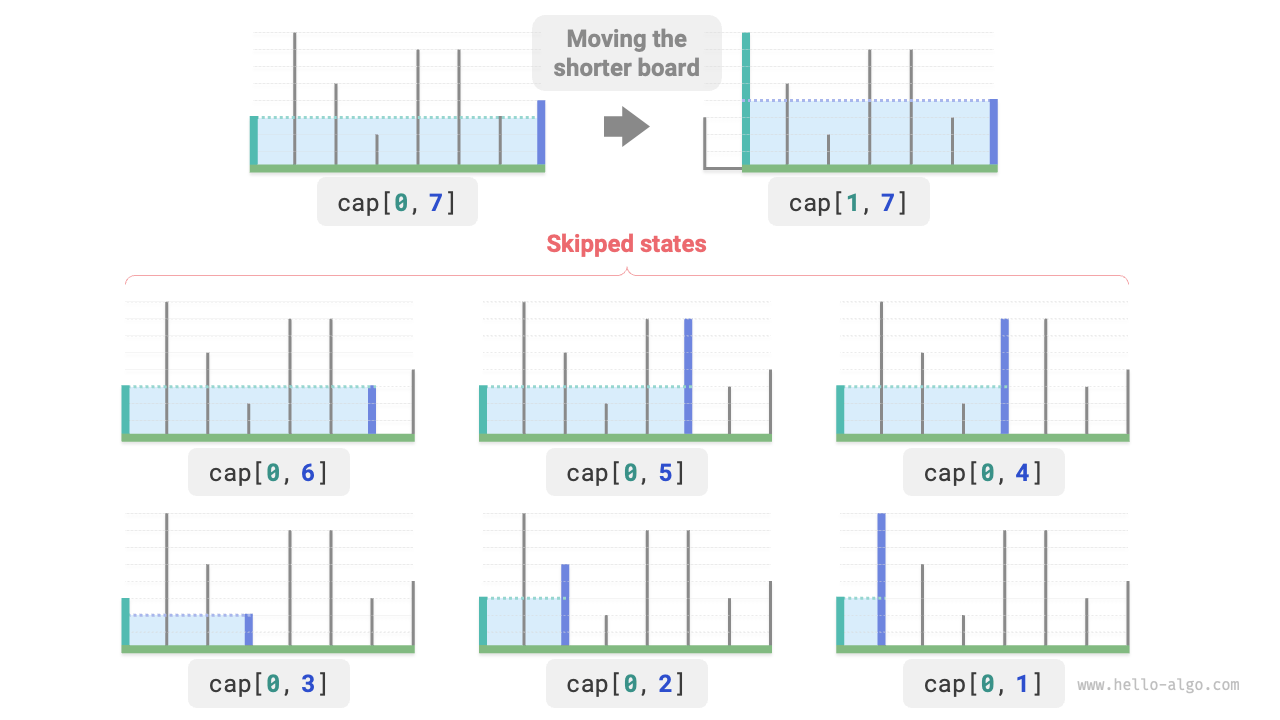 Moving the
shorter board
cap[0, 7]
cap[1, 7]
Skipped states
cap[0, 6]
cap[0, 5]
cap[0, 4]
cap[0, 3]
cap[0, 2]
cap[0, 1]
www.hello-algo.com